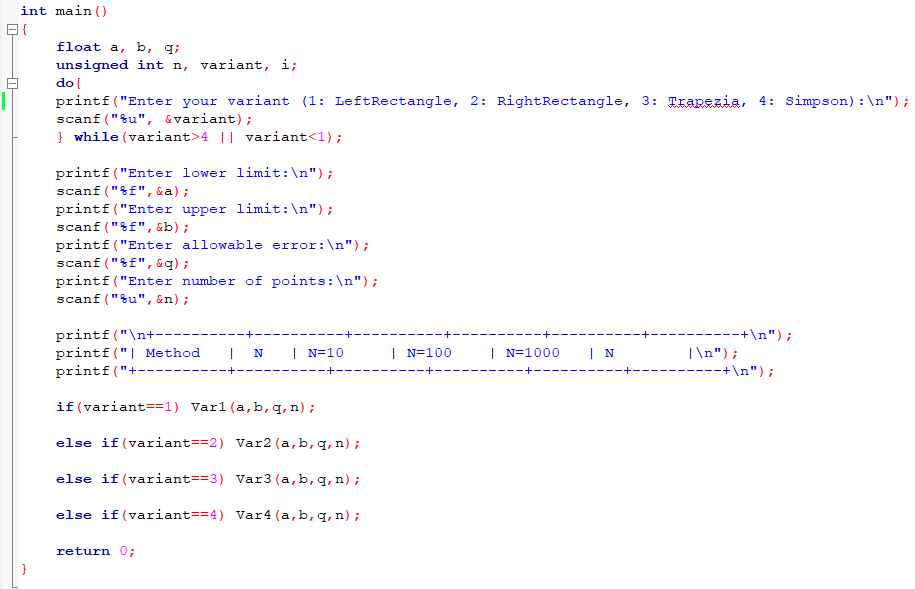 int main()
{
float a, b, q;
unsigned int n, variant, i;
do{
printf("Enter your variant (1: LeftRectangle, 2: RightRectangle, 3: Trapezia, 4: Simpson):\n");
scanf("%u", &variant);
} while(variant>4 || variant<1);
printf("Enter lower limit:\n");
scanf("%f",&a);
printf("Enter upper limit:\n");
scanf("%f",&b);
printf("Enter allowable error:\n");
scanf("%f",&q);
printf("Enter number of points:\n");
scanf("%u",&n);
printf("\n+----------+----------+----------+----------+----------+----------+\n");
printf("| Method   |  N   | N=10     | N=100    | N=1000   | N        |\n");
printf("+----------+----------+----------+----------+----------+----------+\n");
if(variant==1) Var1(a,b,q,n);
else if(variant==2) Var2(a,b,q,n);
else if(variant==3) Var3(a,b,q,n);
else if(variant==4) Var4(a,b,q,n);
return 0;
}